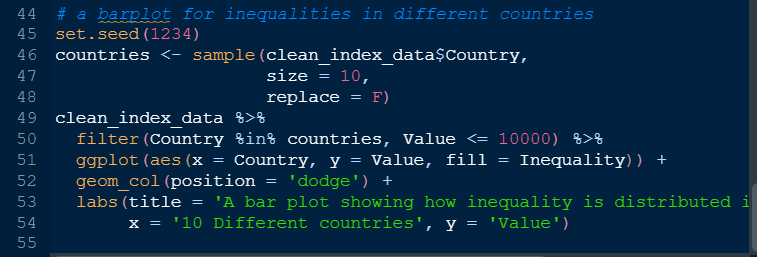 44 # a barplot for inequalities in different countries
45 set.seed(1234)
46 countries <- sample(clean_index_data$Country,
47 size = 10,
48 replace = F)
49 clean_index_data %>%
50 filter(Country %in% countries, Value <= 10000) %>%
51 ggplot(aes(x = Country, y = Value, fill = Inequality)) +
52 geom_col(position = 'dodge') +
53 labs(title = 'A bar plot showing how inequality is distributed i
54 x = '10 Different countries', y = 'Value')
55